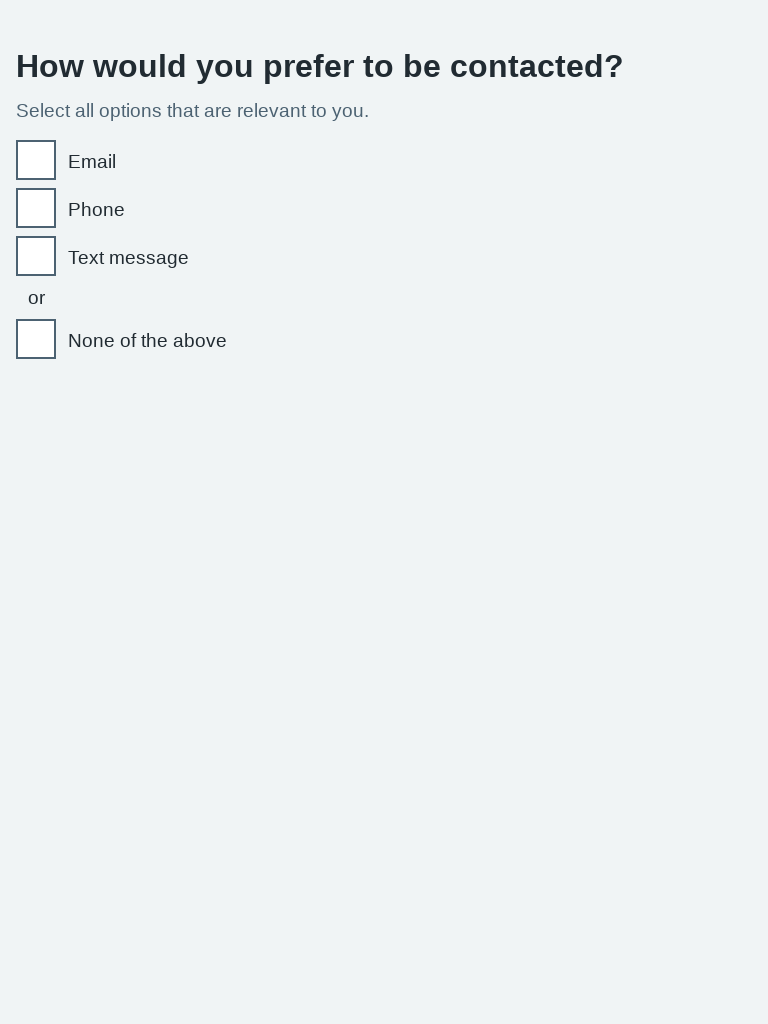 How would you prefer to be contacted?
Select all options that are relevant to you.
Email
Phone
Text message
or
None of the above